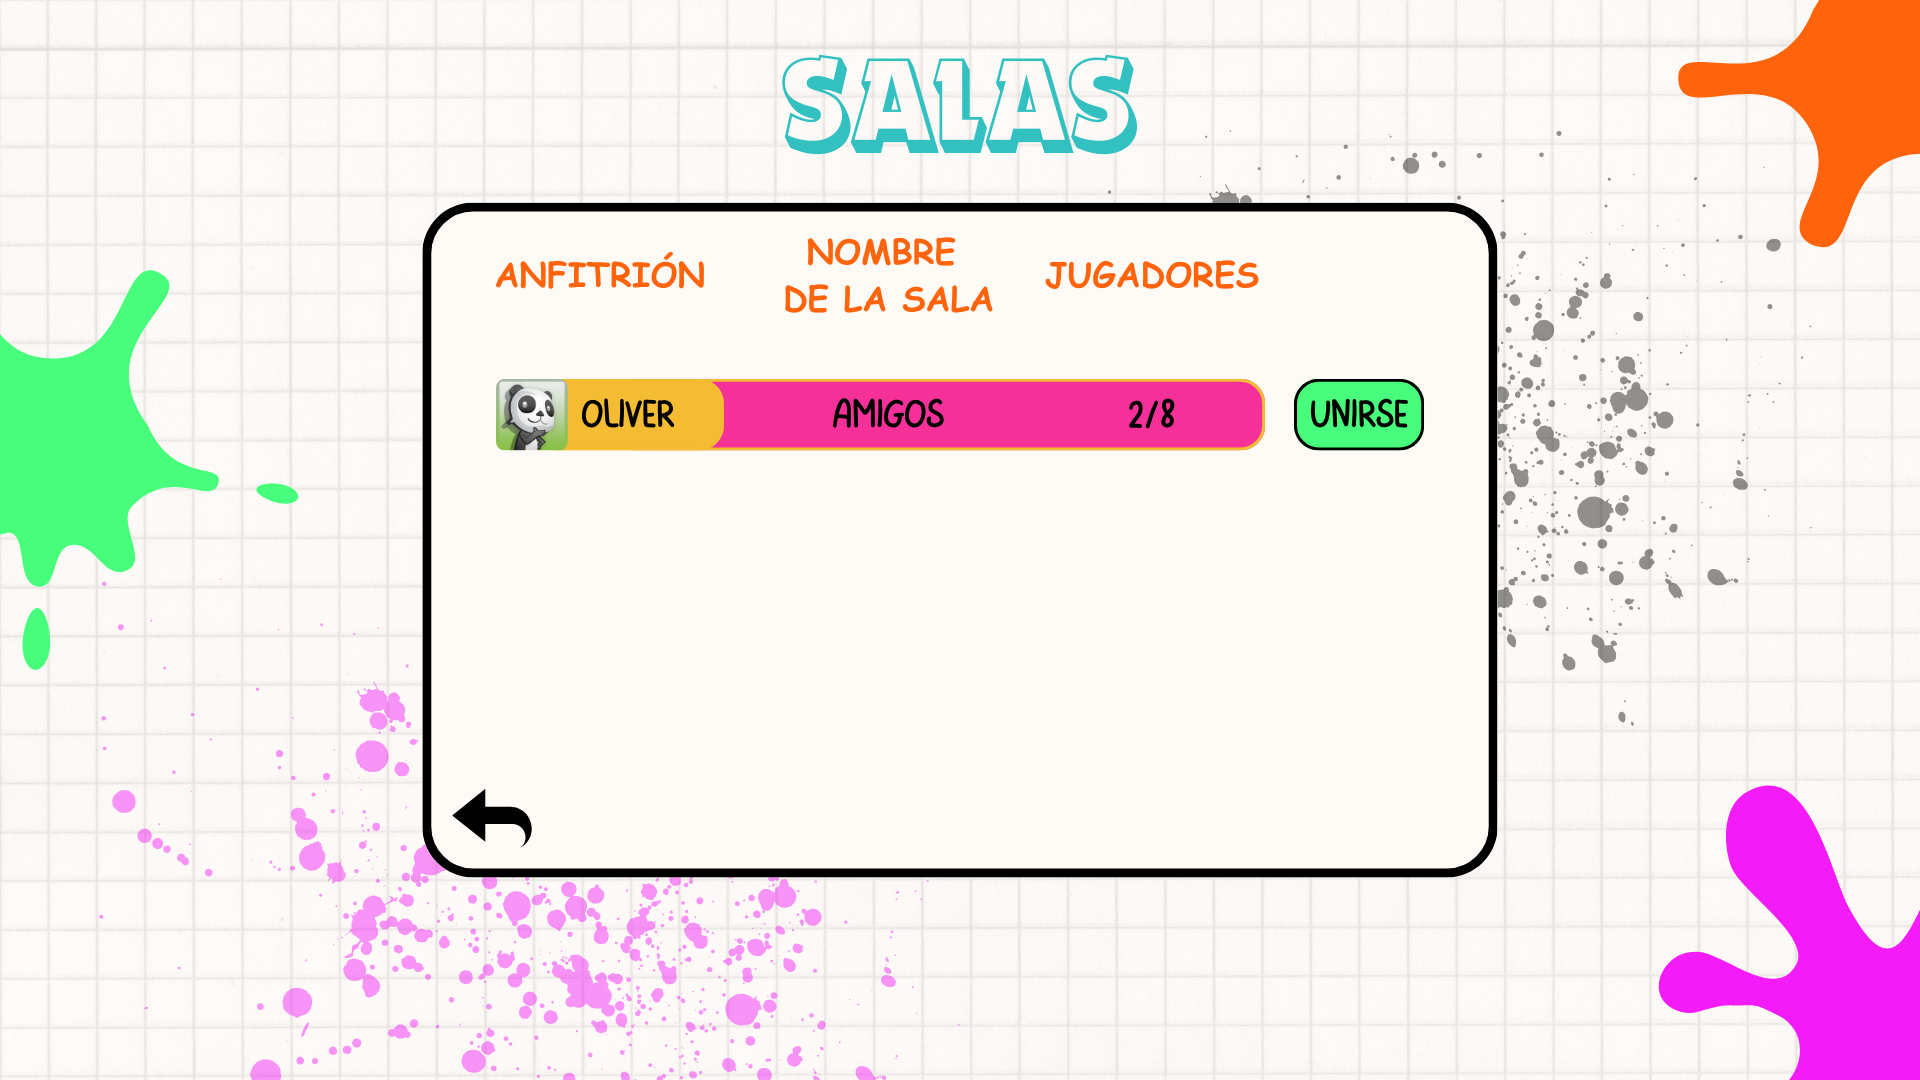 SALAS
ANFITRIÓN
NOMBRE
DE LA SALA
JUGADORES
OLIVER
AMIGOS
2/8
UNIRSE